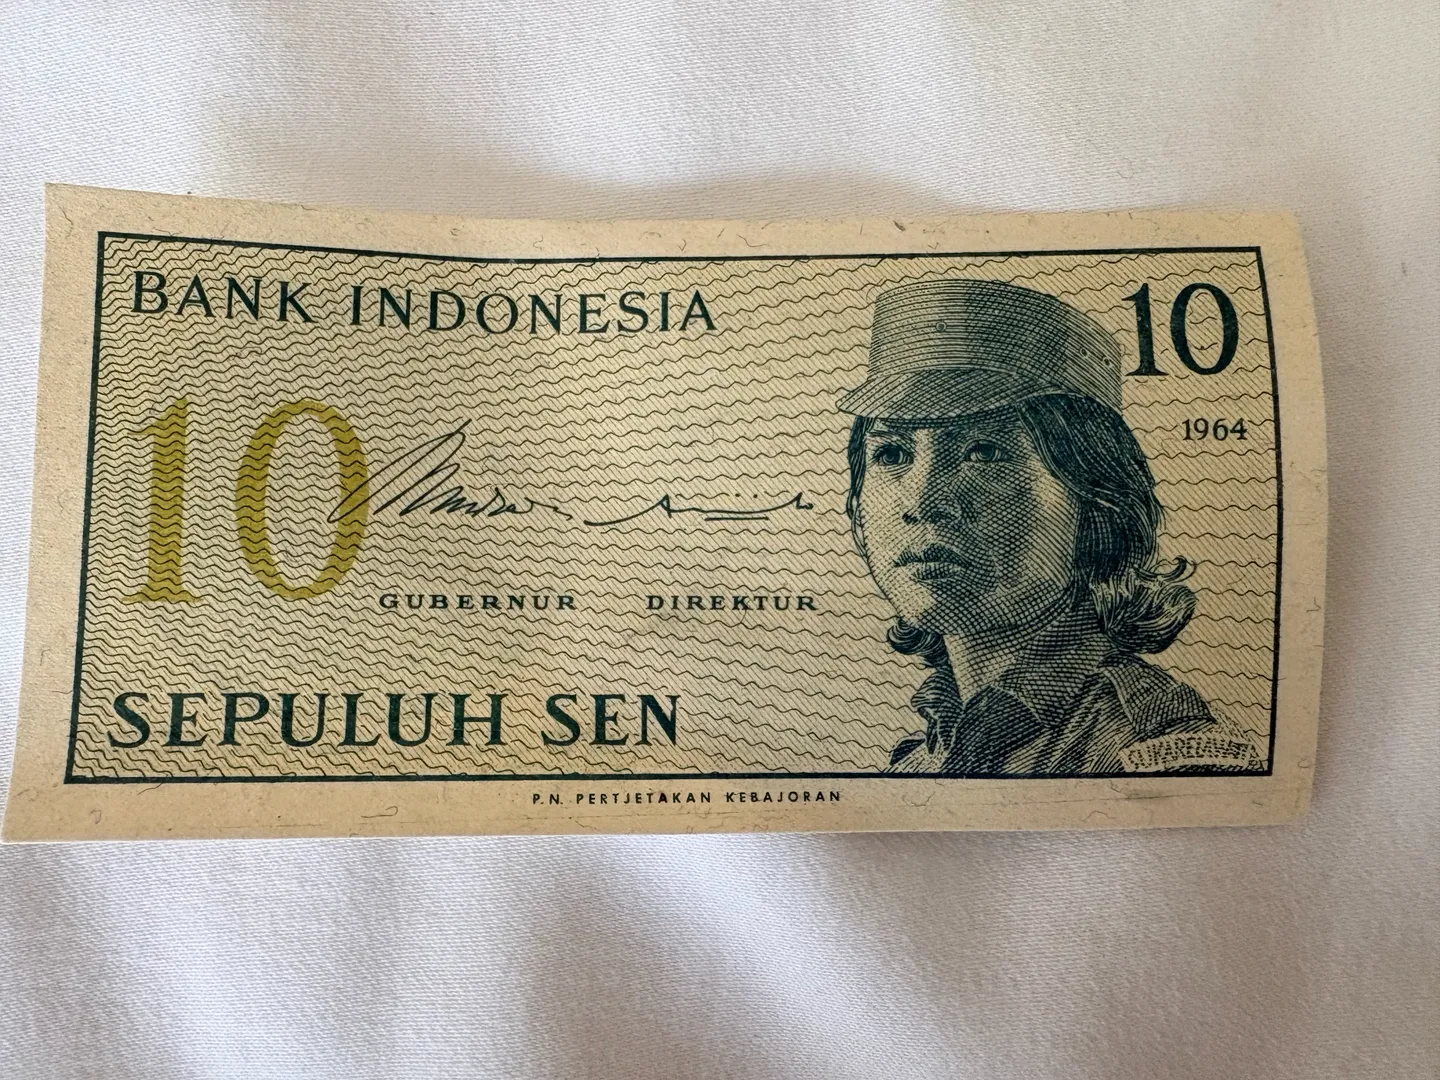 BANK INDONESIA
10
1964
10
GUBERNUR DIREKTUR
SEPULUH SEN
SUKARELAWATI
P.N. PERTJETAKAN KEBAJORAN